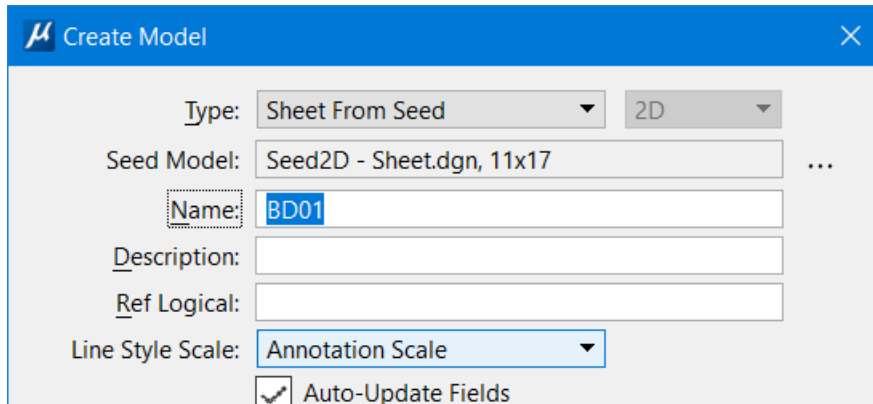 Create Model
Type: Sheet From Seed 2D
Seed Model: Seed2D - Sheet.dgn, 11x17 ...
Name: BD01
Description:
Ref Logical:
Line Style Scale: Annotation Scale
Auto-Update Fields